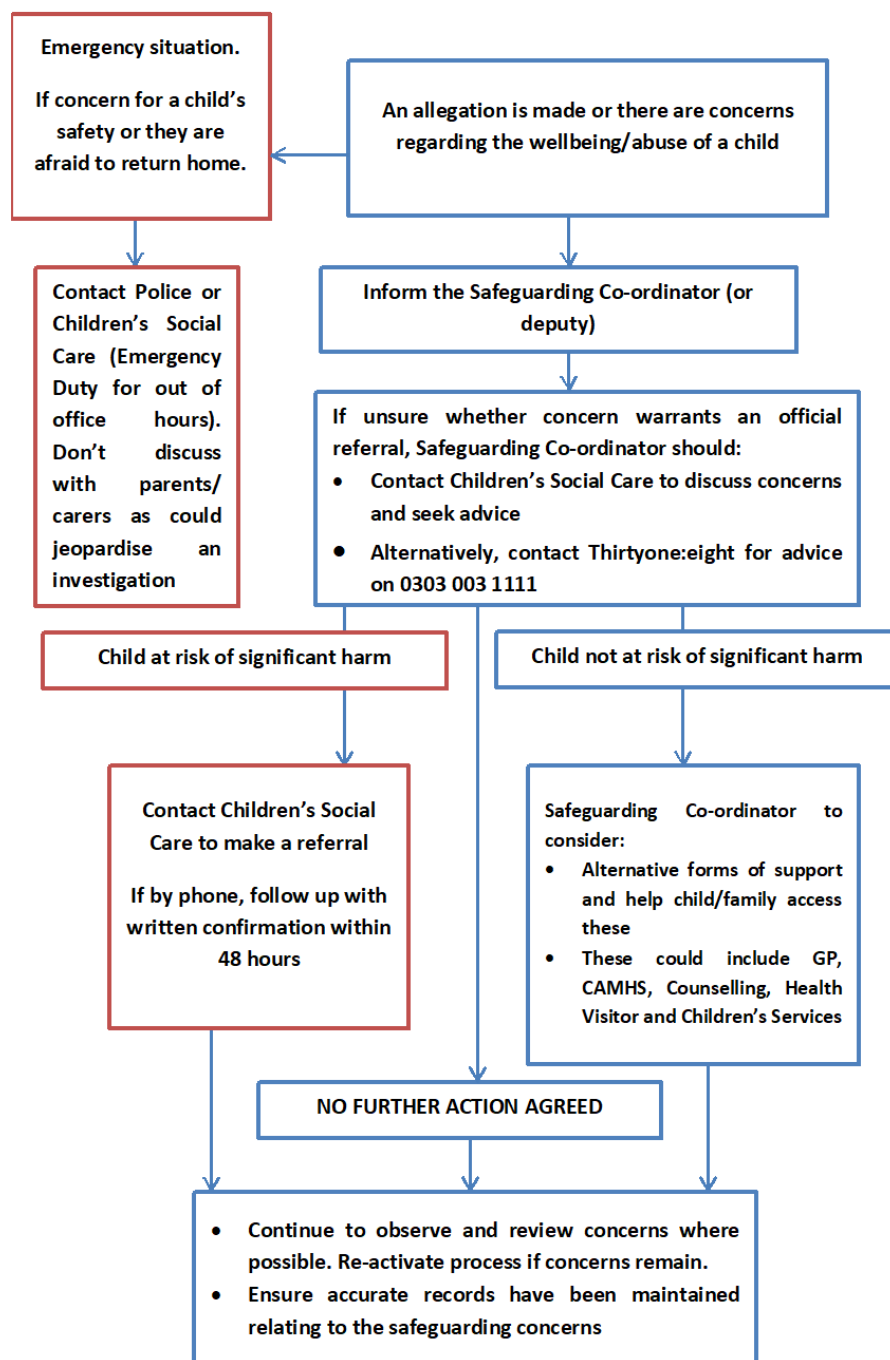 Emergency situation.
If concern for a child's
safety or they are
afraid to return home.
An allegation is made or there are concerns
regarding the wellbeing/abuse of a child
Contact Police or
Children's Social
Care (Emergency
Duty for out of
office hours).
Don't discuss
with parents/
carers as could
jeopardise an
investigation
Inform the Safeguarding Co-ordinator (or
deputy)
If unsure whether concern warrants an official
referral, Safeguarding Co-ordinator should:
• Contact Children's Social Care to discuss concerns
and seek advice
• Alternatively, contact Thirtyone:eight for advice
on 0303 003 1111
Child at risk of significant harm
Child not at risk of significant harm
Contact Children's Social
Care to make a referral
If by phone, follow up with
written confirmation within
48 hours
Safeguarding Co-ordinator to
consider:
• Alternative forms of support
and help child/family access
these
• These could include GP,
CAMHS, Counselling, Health
Visitor and Children's Services
NO FURTHER ACTION AGREED
• Continue to observe and review concerns where
possible. Re-activate process if concerns remain.
• Ensure accurate records have been maintained
relating to the safeguarding concerns